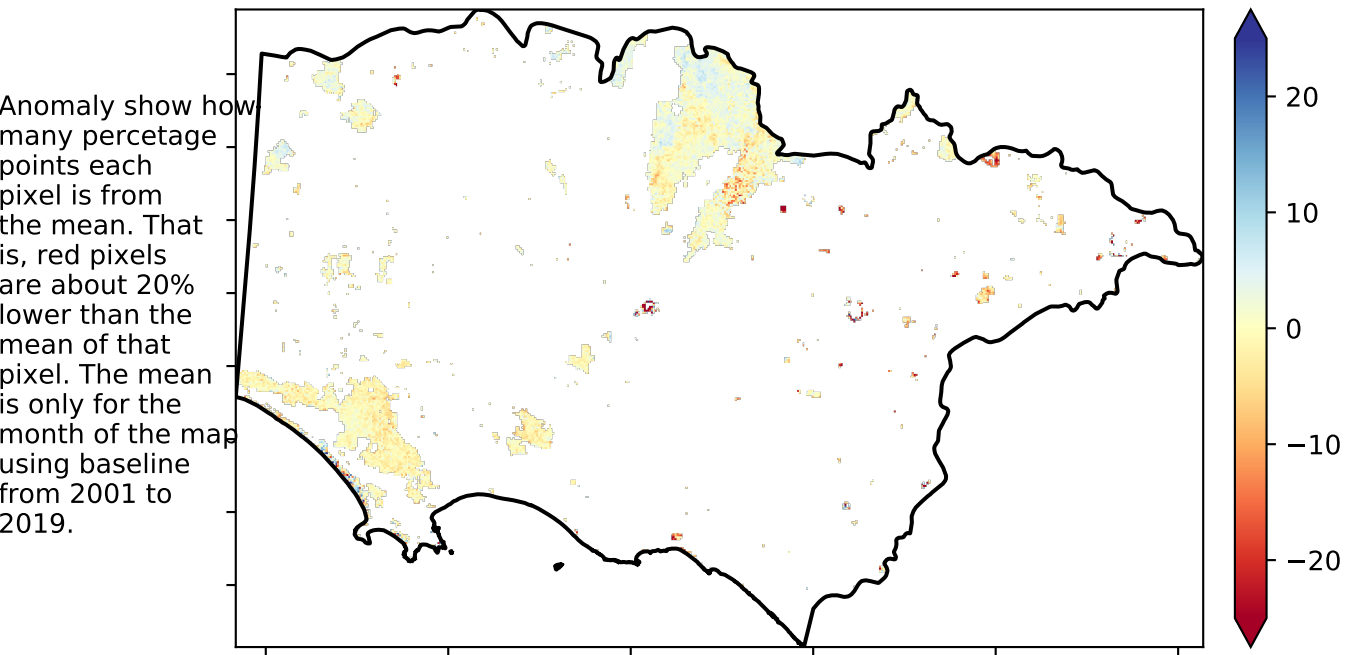 Anomaly show how
many percetage
points each
pixel is from
the mean. That
is, red pixels
are about 20%
lower than the
mean of that
pixel. The mean
is only for the
month of the map
using baseline
from 2001 to
2019.
20
10
0
−10
−20